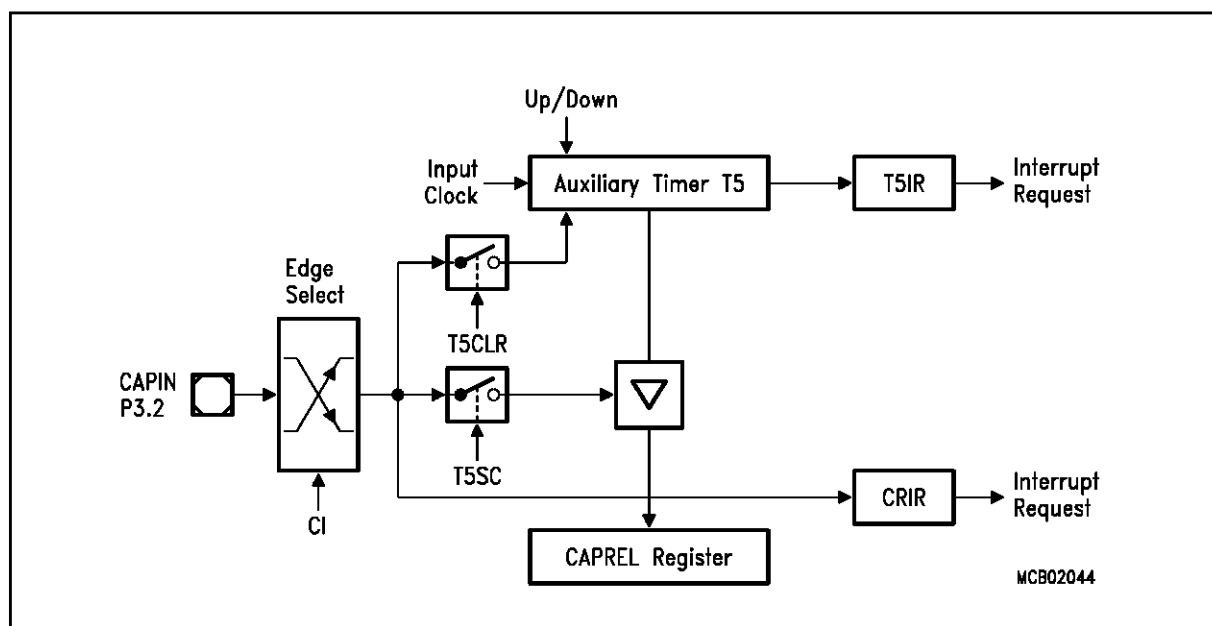 Up/Down
Input
Clock
Auxiliary Timer T5
T5IR
Interrupt
Request
Edge
Select
T5CLR
CAPIN
P3.2
T5SC
CI
CRIR
Interrupt
Request
CAPREL Register
MCB02044